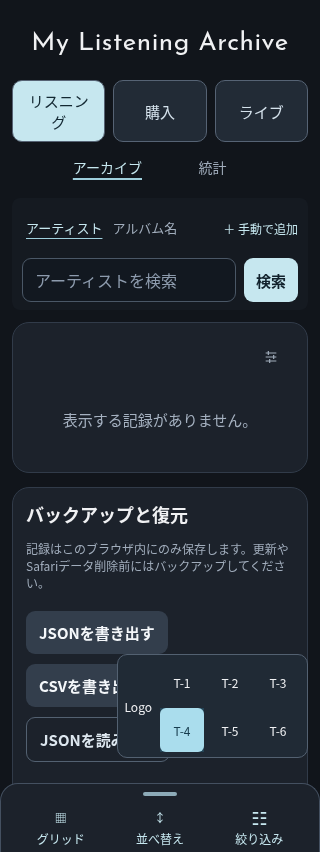 My Listening Archive
リスニン
グ
購入
ライブ
アーカイブ
統計
アーティスト
アルバム名
＋ 手動で追加
アーティストを検索
検索
表示する記録がありません。
バックアップと復元
記録はこのブラウザ内にのみ保存します。更新や
Safariデータ削除前にはバックアップしてくださ
い。
JSONを書き出す
CSVを書き
JSONを読
Logo
T-1
T-2
T-3
T-4
T-5
T-6
グリッド
並べ替え
絞り込み